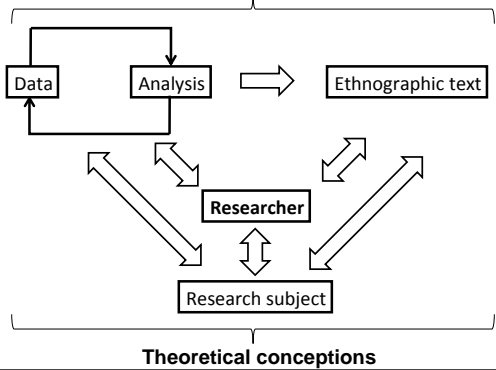 Data
Analysis
Ethnographic text
Researcher
Research subject
Theoretical conceptions